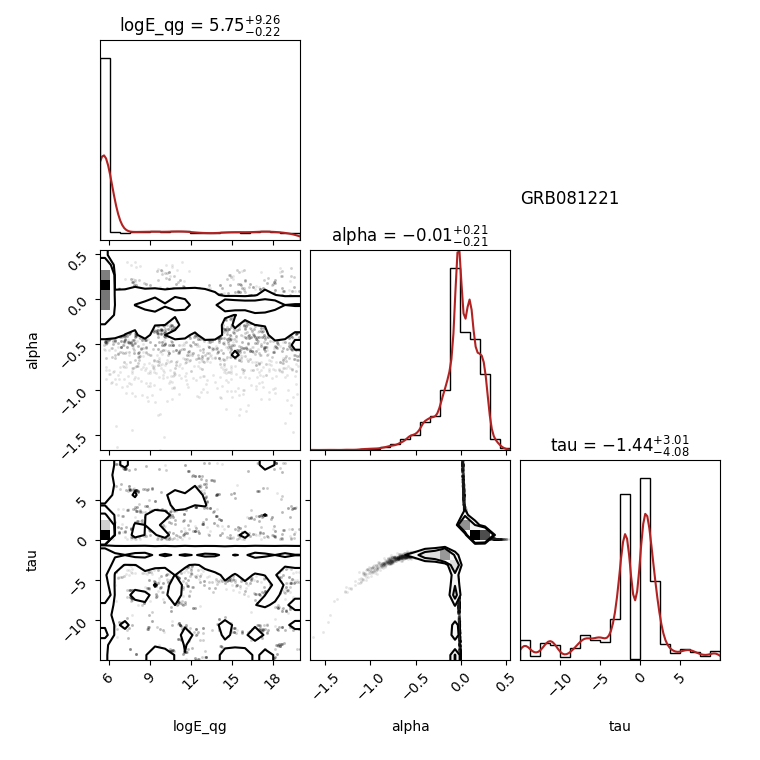 logE_qg = 5.75^{+9.26}_{-0.22}
GRB081221
alpha = −0.01^{+0.21}_{-0.21}
0.5
0.0
−0.5
−1.0
−1.5
alpha
tau = −1.44^{+3.01}_{-4.08}
5
0
−5
−10
tau
6 9 12 15 18
−1.5 −1.0 −0.5 0.0 0.5
−10 −5 0 5
logE_qg alpha tau